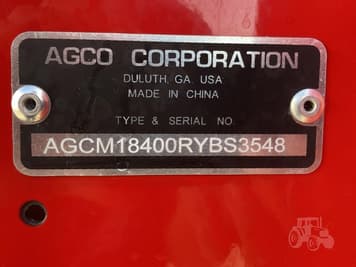 AGCO CORPORATION
DULUTH, GA. USA
MADE IN CHINA
TYPE & SERIAL NO.
AGCM18400RYBS3548